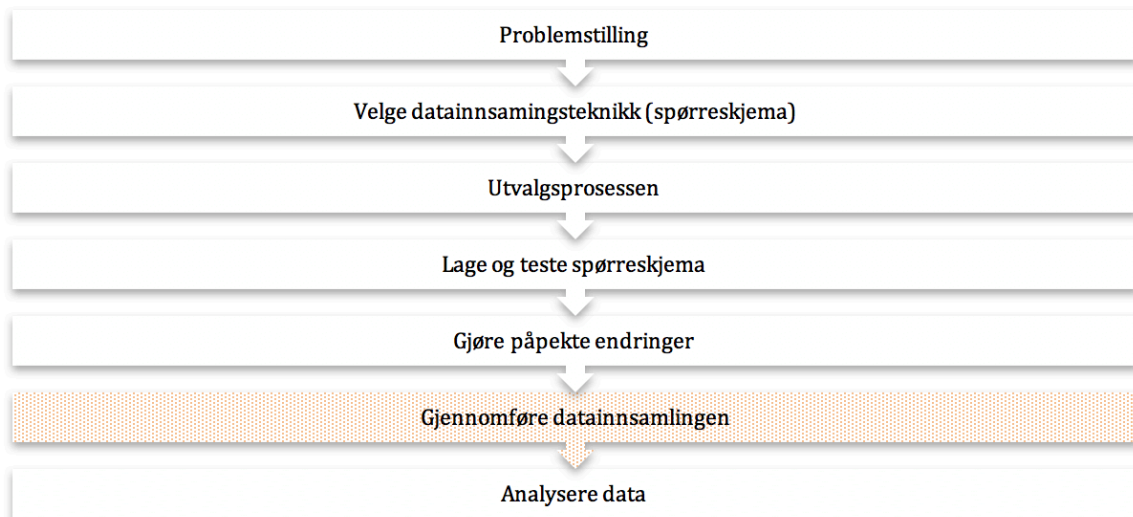 Problemstilling
Velge datainnsamingsteknikk (spørreskjema)
Utvalgsprosessen
Lage og teste spørreskjema
Gjøre påpekte endringer
Gjennomføre datainnsamlingen
Analysere data